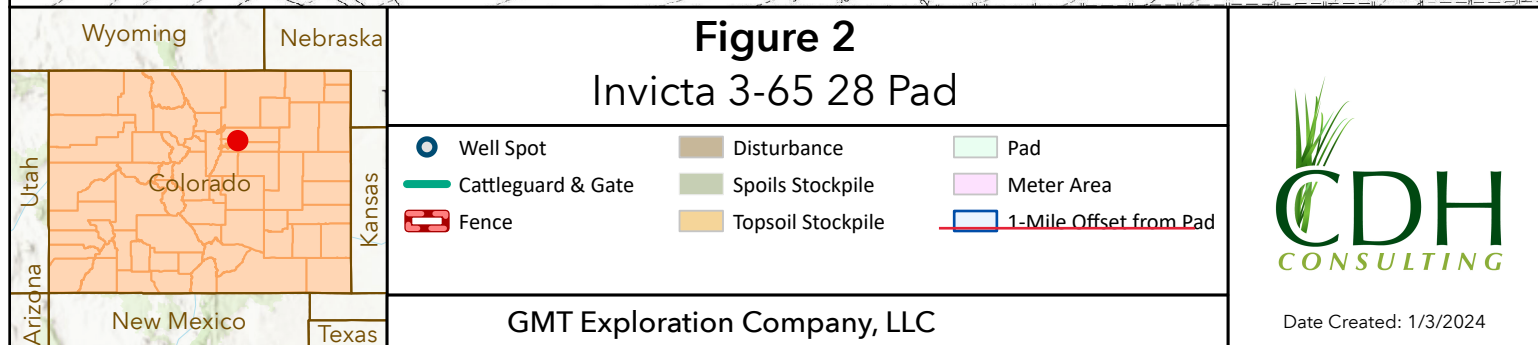 Wyoming
Nebraska
Utah
Colorado
Kansas
Arizona
New Mexico
Texas
Figure 2
Invicta 3-65 28 Pad
Well Spot
Cattleguard & Gate
Fence
Disturbance
Spoils Stockpile
Topsoil Stockpile
Pad
Meter Area
1-Mile Offset from Pad
GMT Exploration Company, LLC
CDH
CONSULTING
Date Created: 1/3/2024